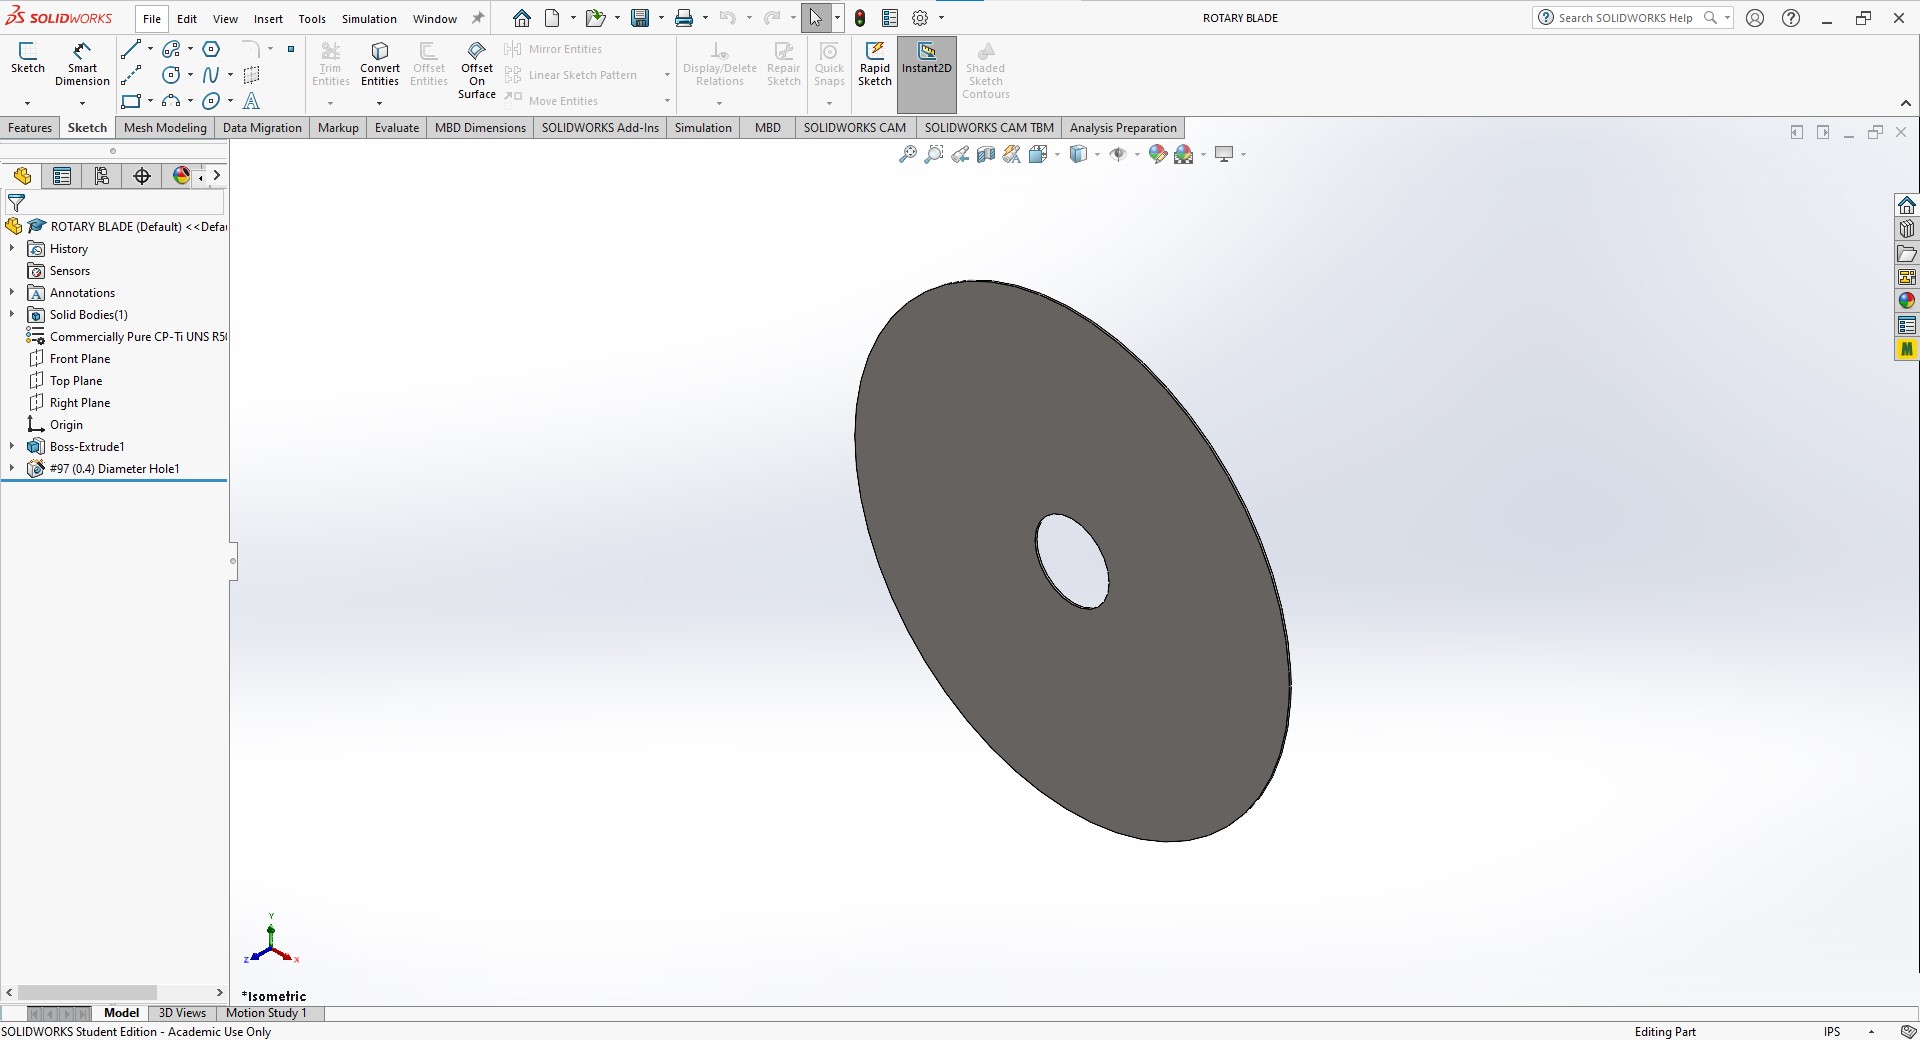 SOLIDWORKS File Edit View Insert Tools Simulation Window ROTARY BLADE Search SOLIDWORKS Help
Sketch Smart Dimension Trim Entities Convert Entities Offset Entities Offset On Surface Mirror Entities Linear Sketch Pattern Move Entities Display/Delete Relations Repair Sketch Quick Snaps Rapid Sketch Instant2D Shaded Sketch Contours
Features Sketch Mesh Modeling Data Migration Markup Evaluate MBD Dimensions SOLIDWORKS Add-Ins Simulation MBD SOLIDWORKS CAM SOLIDWORKS CAM TBM Analysis Preparation
ROTARY BLADE (Default) <<Defau
History
Sensors
Annotations
Solid Bodies(1)
Commercially Pure CP-Ti UNS R50
Front Plane
Top Plane
Right Plane
Origin
Boss-Extrude1
#97 (0.4) Diameter Hole1
M
Y
Z X
*Isometric
Model 3D Views Motion Study 1
SOLIDWORKS Student Edition - Academic Use Only Editing Part IPS